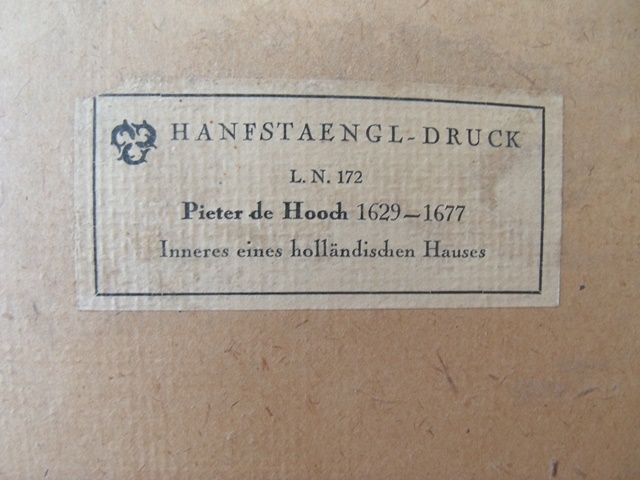 HANFSTAENGL-DRUCK
L. N. 172
Pieter de Hooch 1629—1677
Inneres eines holländischen Hauses